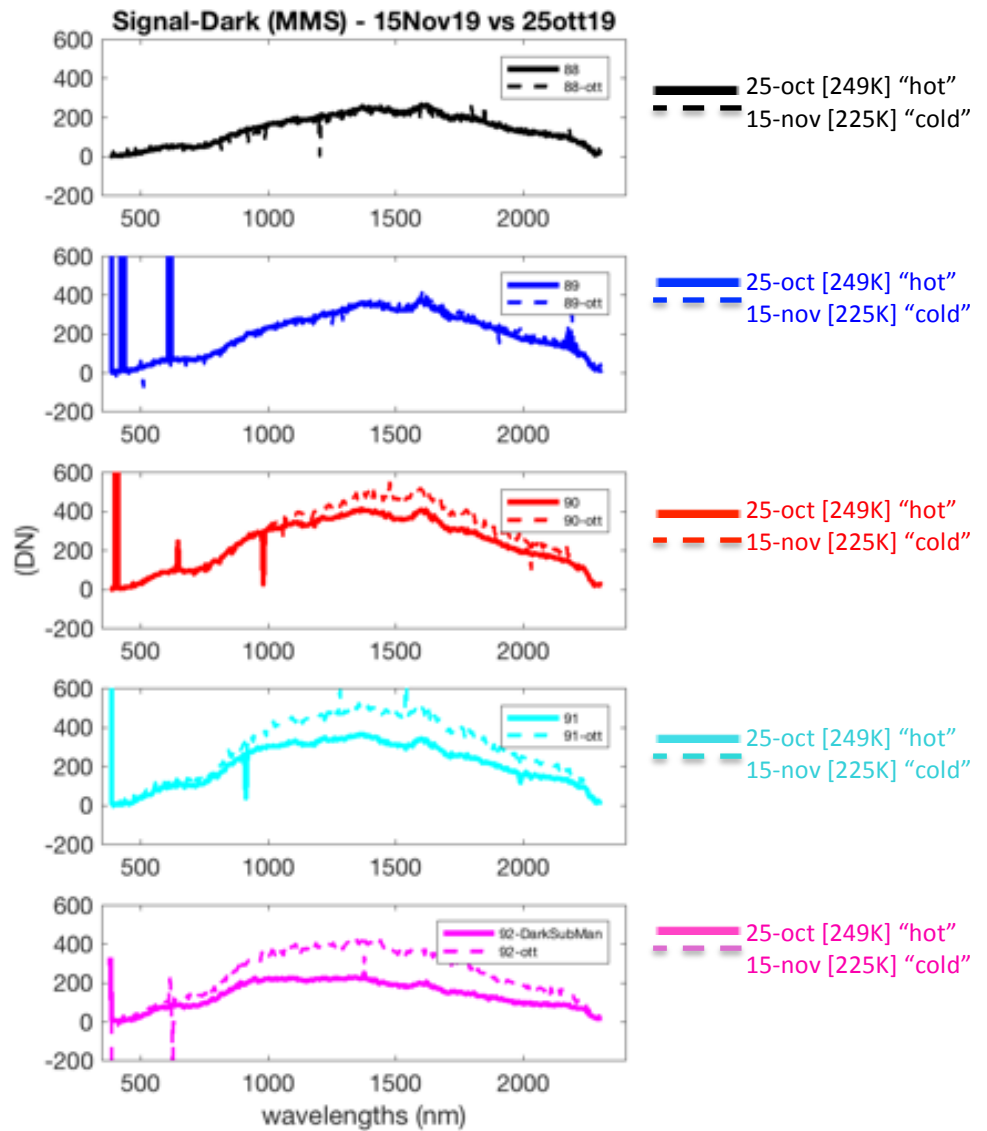 Signal-Dark (MMS) - 15Nov19 vs 25ott19
600
400
200
0
-200
500
1000
1500
2000
88
88-ott
25-oct [249K] “hot”
15-nov [225K] “cold”
600
400
200
0
-200
500
1000
1500
2000
89
89-ott
25-oct [249K] “hot”
15-nov [225K] “cold”
(DN)
600
400
200
0
-200
500
1000
1500
2000
90
90-ott
25-oct [249K] “hot”
15-nov [225K] “cold”
600
400
200
0
-200
500
1000
1500
2000
91
91-ott
25-oct [249K] “hot”
15-nov [225K] “cold”
600
400
200
0
-200
500
1000
1500
2000
92-DarkSubMan
92-ott
25-oct [249K] “hot”
15-nov [225K] “cold”
wavelengths (nm)